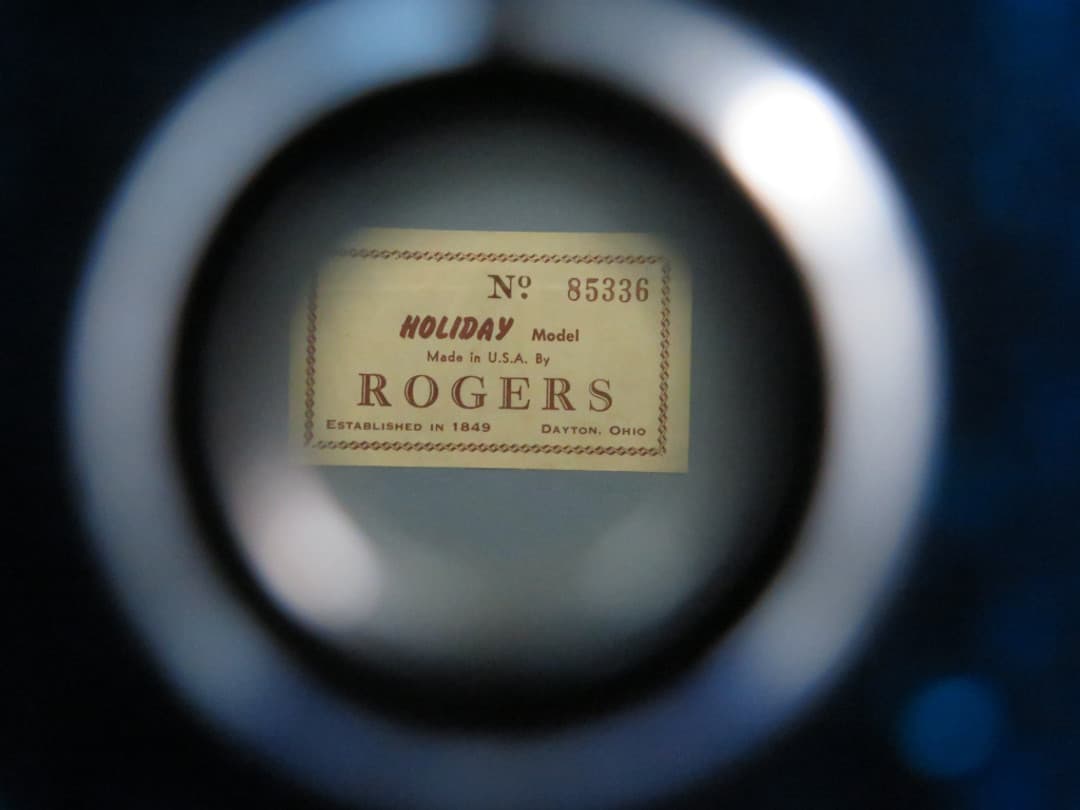 Nº 85336
HOLIDAY Model
Made in U.S.A. By
ROGERS
ESTABLISHED IN 1849 DAYTON, OHIO